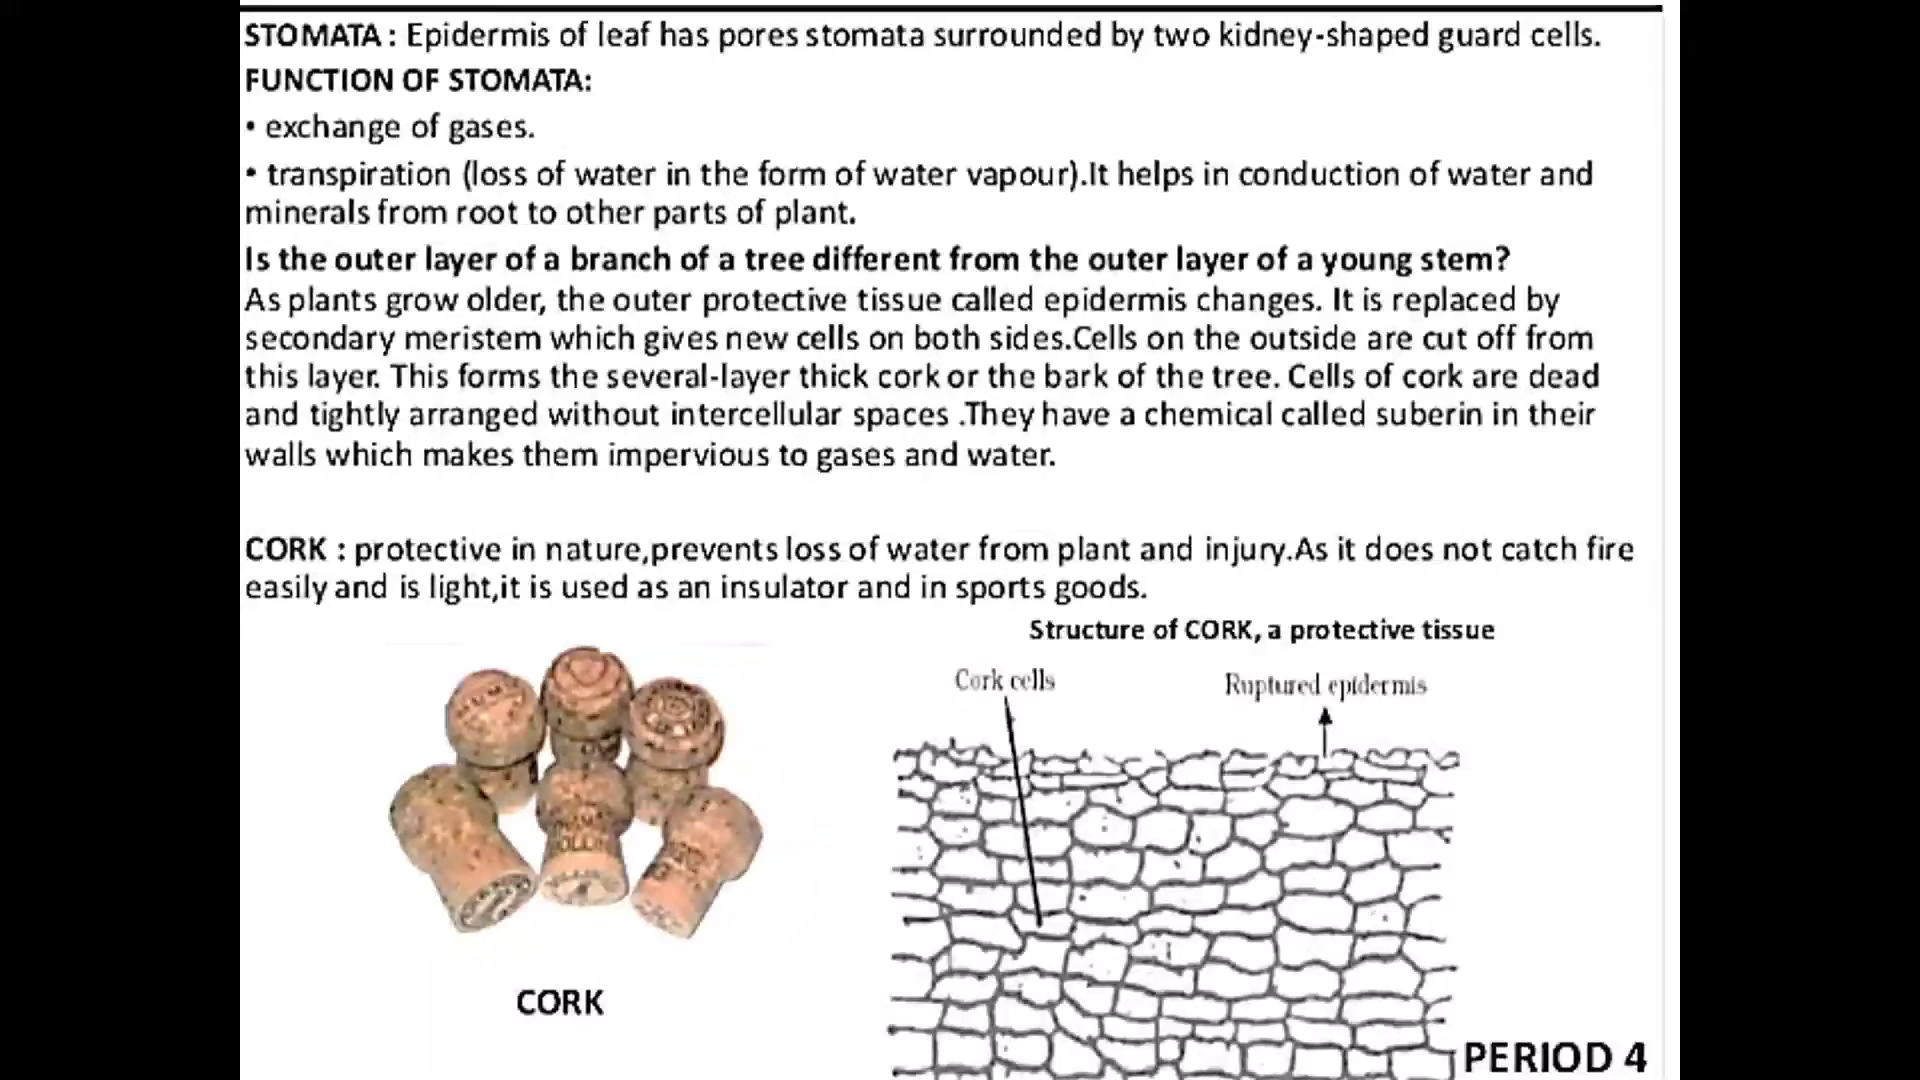 STOMATA : Epidermis of leaf has pores stomata surrounded by two kidney-shaped guard cells.
FUNCTION OF STOMATA:
• exchange of gases.
• transpiration (loss of water in the form of water vapour).It helps in conduction of water and
minerals from root to other parts of plant.
Is the outer layer of a branch of a tree different from the outer layer of a young stem?
As plants grow older, the outer protective tissue called epidermis changes. It is replaced by
secondary meristem which gives new cells on both sides.Cells on the outside are cut off from
this layer. This forms the several-layer thick cork or the bark of the tree. Cells of cork are dead
and tightly arranged without intercellular spaces .They have a chemical called suberin in their
walls which makes them impervious to gases and water.
CORK : protective in nature,prevents loss of water from plant and injury.As it does not catch fire
easily and is light,it is used as an insulator and in sports goods.
Structure of CORK, a protective tissue
Cork cells
Ruptured epidermis
CORK
PERIOD 4